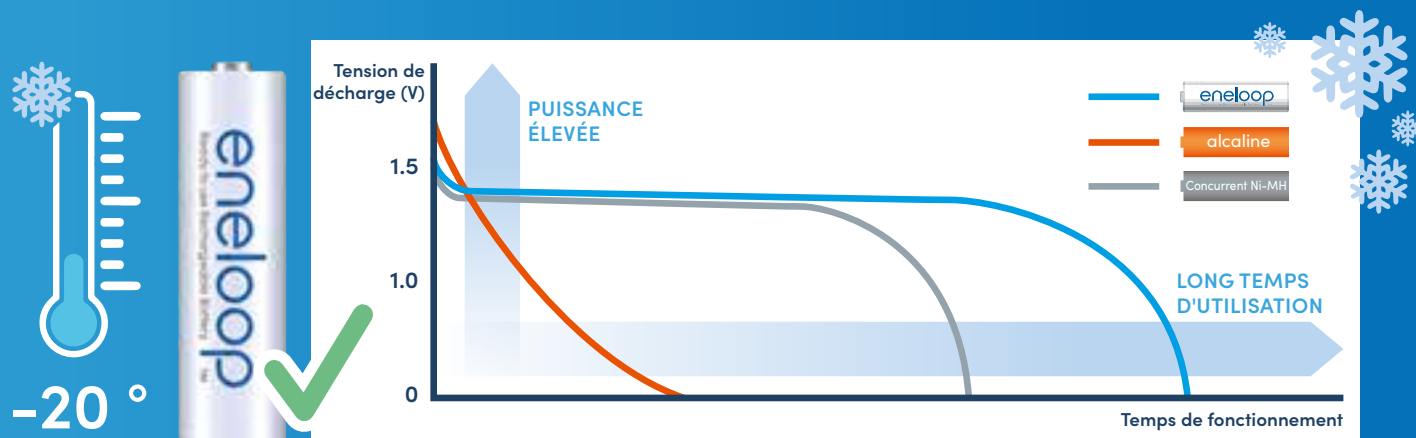 Tension de
décharge (V)
PUISSANCE
ÉLEVÉE
eneloop
alcaline
Concurrent Ni-MH
1.5
1.0
0
LONG TEMPS
D'UTILISATION
Temps de fonctionnement
-20 °
eneloop